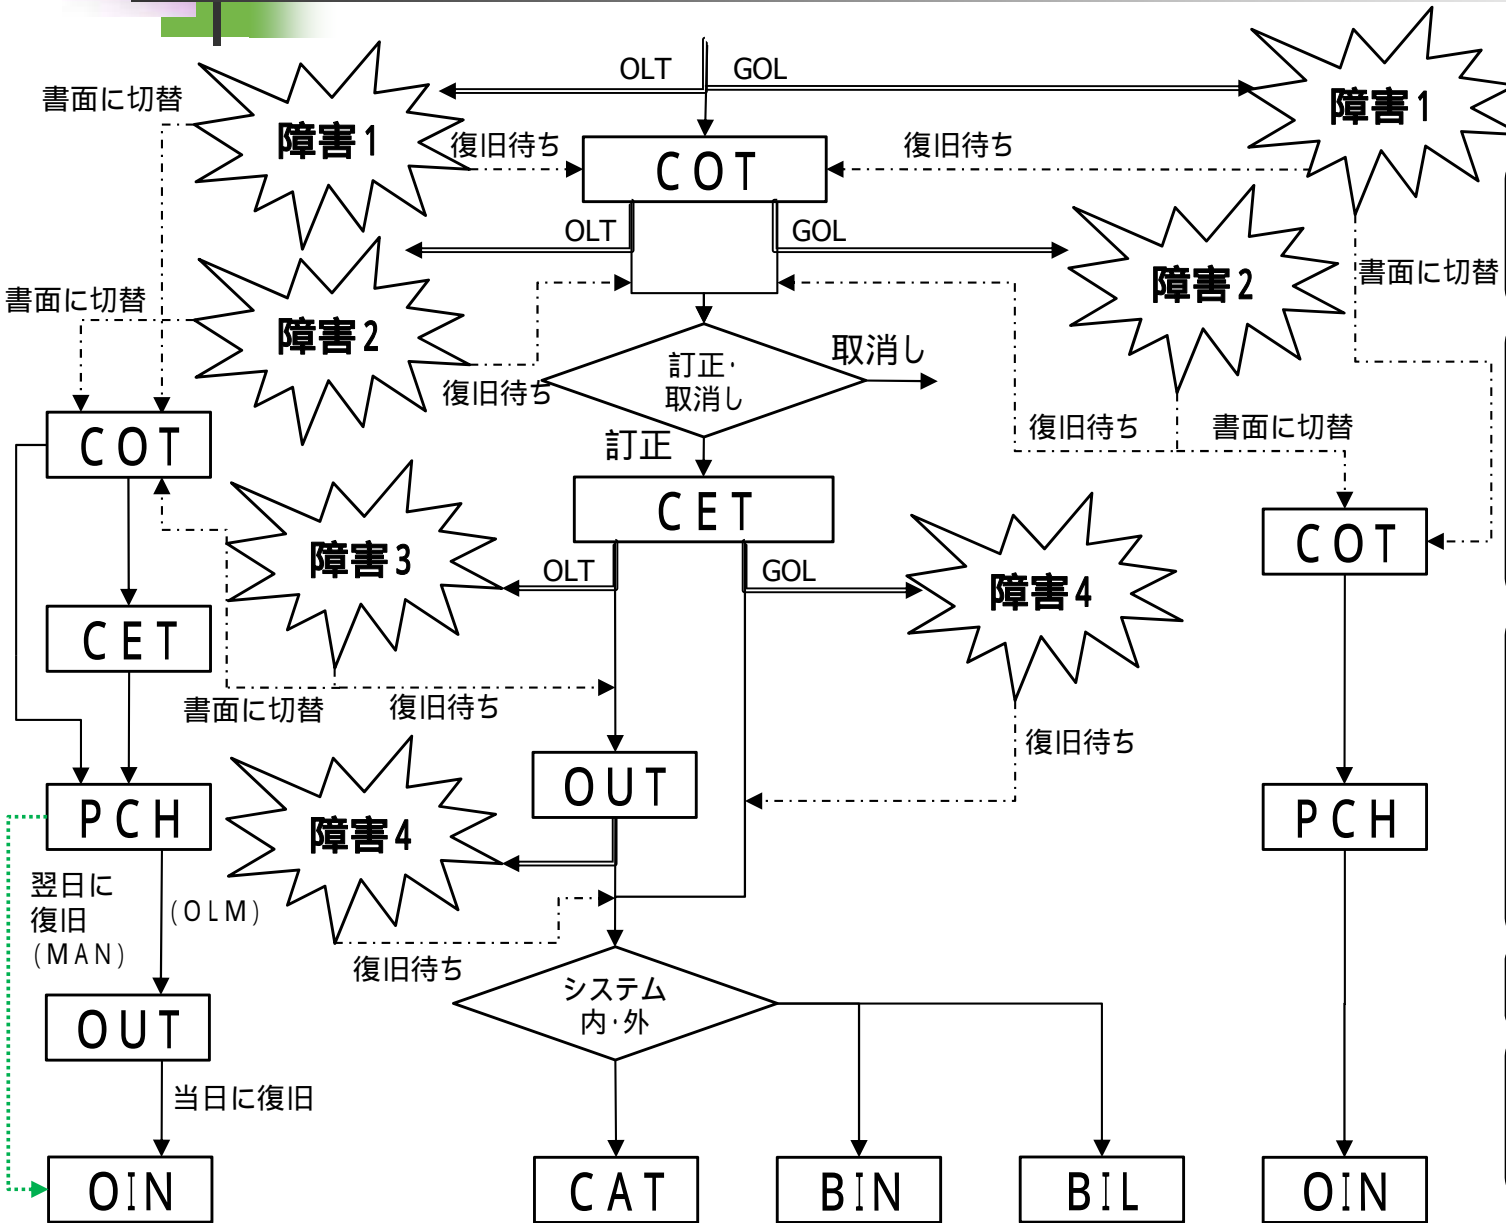 OLT
GOL
書面に切替
障害1
障害1
復旧待ち
復旧待ち
COT
OLT
GOL
書面に切替
障害2
障害2
書面に切替
訂正・
取消し
取消し
復旧待ち
復旧待ち
書面に切替
訂正
COT
CET
障害3
OLT
GOL
障害4
COT
CET
書面に切替
復旧待ち
復旧待ち
OUT
PCH
障害4
PCH
翌日に
復旧
(MAN)
(OLM)
復旧待ち
システム
内・外
OUT
当日に復旧
OIN
CAT
BIN
BIL
OIN